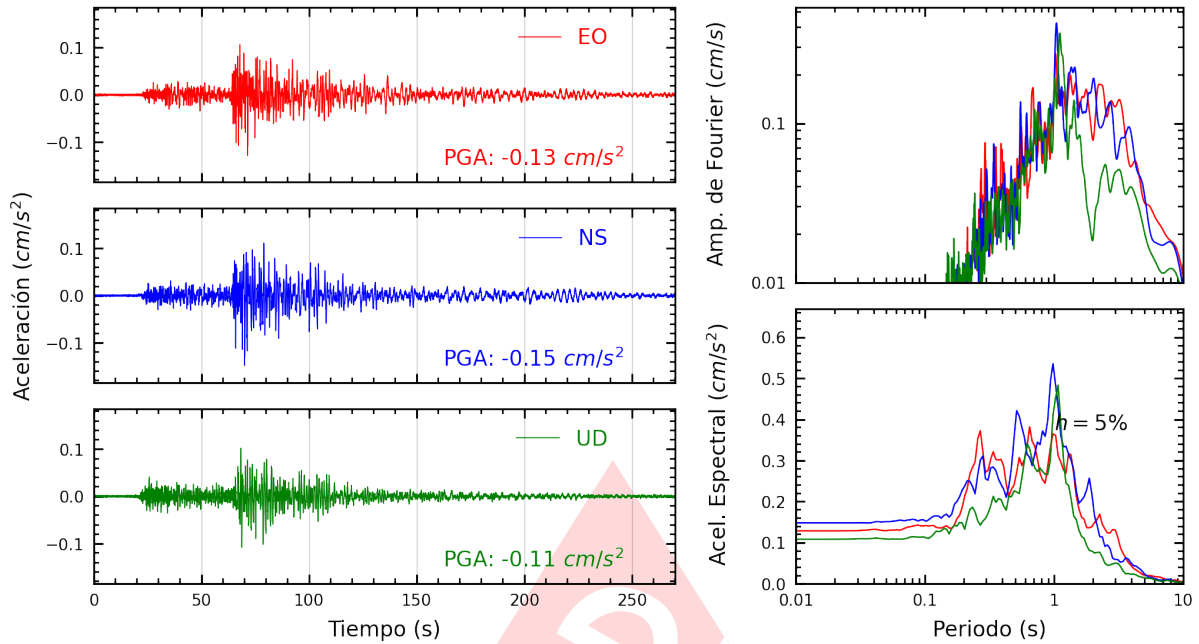 Aceleración (cm/s²)
0.1
0.0
−0.1
EO
PGA: -0.13 cm/s²
0.1
0.0
−0.1
NS
PGA: -0.15 cm/s²
0.1
0.0
−0.1
UD
PGA: -0.11 cm/s²
0 50 100 150 200 250
Tiempo (s)
Amp. de Fourier (cm/s)
0.1
0.01
Acel. Espectral (cm/s²)
0.6
0.5
0.4
0.3
0.2
0.1
0.0
h = 5%
0.01 0.1 1 10
Periodo (s)